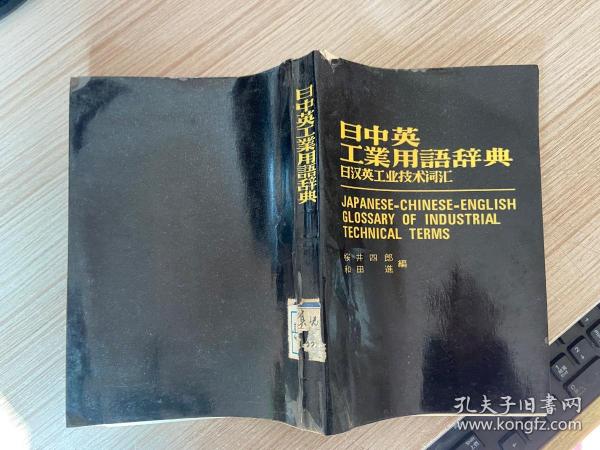 日中英
工業用語辞典
日汉英工业技术词汇
JAPANESE-CHINESE-ENGLISH
GLOSSARY OF INDUSTRIAL
TECHNICAL TERMS
桜井四郎
和田 進
編
日中英工業用語辞典
孔夫子旧书网
www.kongfz.com